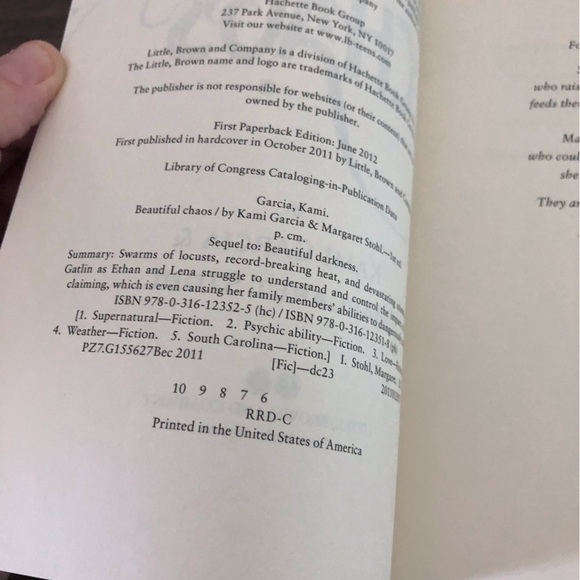 Hachette Book Group
237 Park Avenue, New York, NY 10017
Visit our website at www.lb-teens.com
Little, Brown and Company is a division of Hachette Book Group
The Little, Brown name and logo are trademarks of Hachette Book
The publisher is not responsible for websites (or their content)
owned by the publisher.
First Paperback Edition: June 2012
First published in hardcover in October 2011 by Little, Brown and
Library of Congress Cataloging-in-Publication Data
Garcia, Kami.
Beautiful chaos / by Kami Garcia & Margaret Stohl.—
p. cm.
Sequel to: Beautiful darkness.
Summary: Swarms of locusts, record-breaking heat, and devastating
Gatlin as Ethan and Lena struggle to understand and control the
claiming, which is even causing her family members' abilities to
ISBN 978-0-316-12352-5 (hc) / ISBN 978-0-316-12351-8
[1. Supernatural—Fiction. 2. Psychic ability—Fiction. 3. Love—
4. Weather—Fiction. 5. South Carolina—Fiction.] I. Stohl, Margaret.
PZ7.G155627Bec 2011
[Fic]—dc23
10 9 8 7 6
RRD-C
Printed in the United States of America
who
feeds
who
she
They